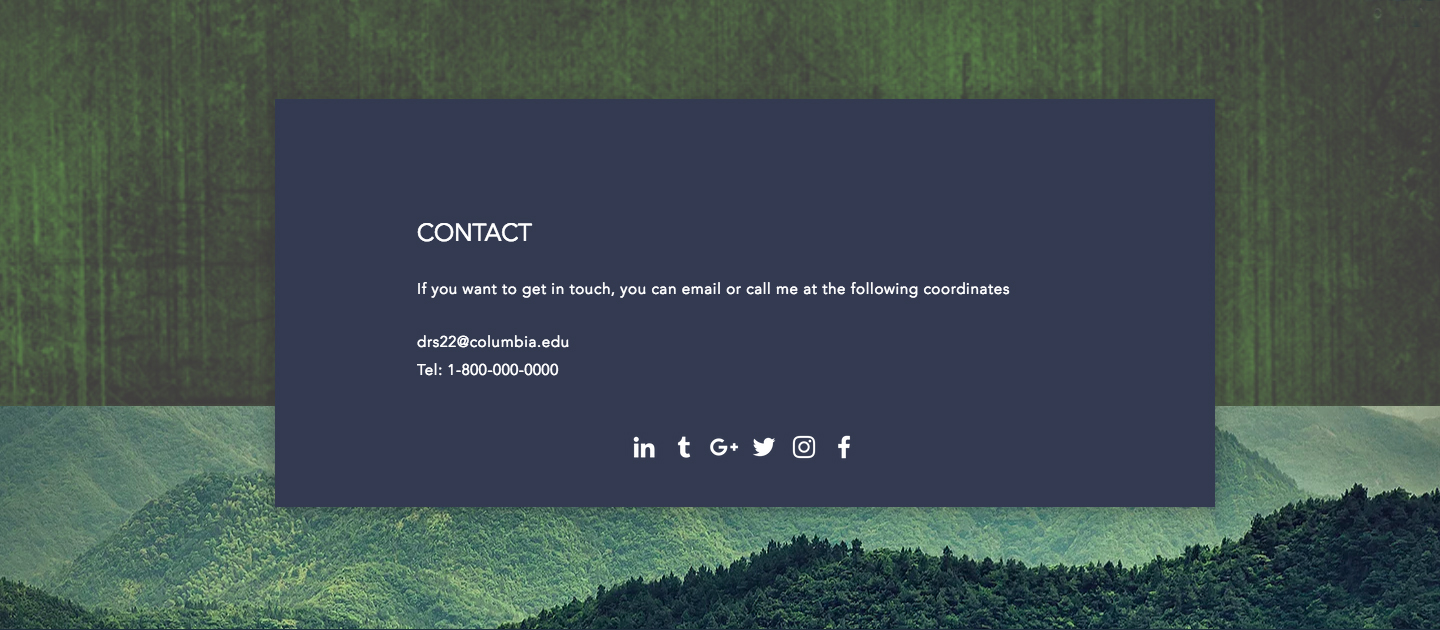 CONTACT
If you want to get in touch, you can email or call me at the following coordinates
drs22@columbia.edu
Tel: 1-800-000-0000